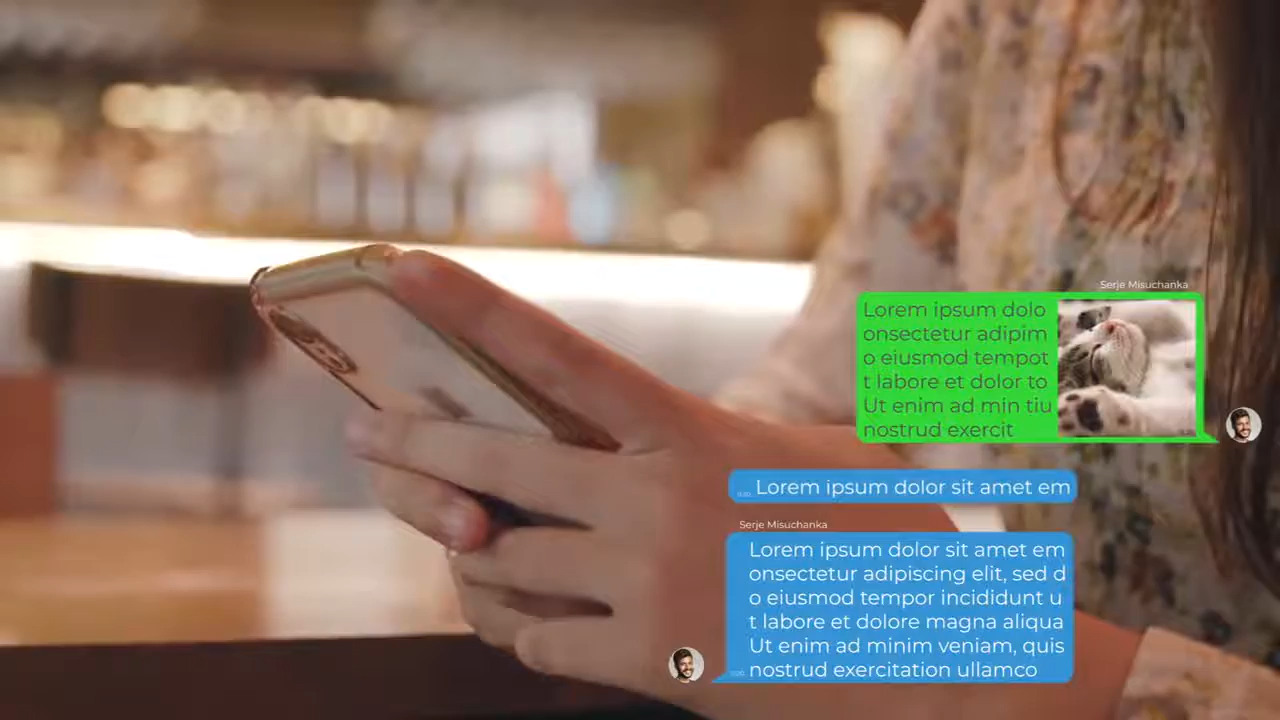 Serje Misuchanka
Lorem ipsum dolo
onsectetur adipim
o eiusmod tempot
t labore et dolor to
Ut enim ad min tiu
nostrud exercit
Lorem ipsum dolor sit amet em
Serje Misuchanka
Lorem ipsum dolor sit amet em
onsectetur adipiscing elit, sed d
o eiusmod tempor incididunt u
t labore et dolore magna aliqua
Ut enim ad minim veniam, quis
nostrud exercitation ullamco